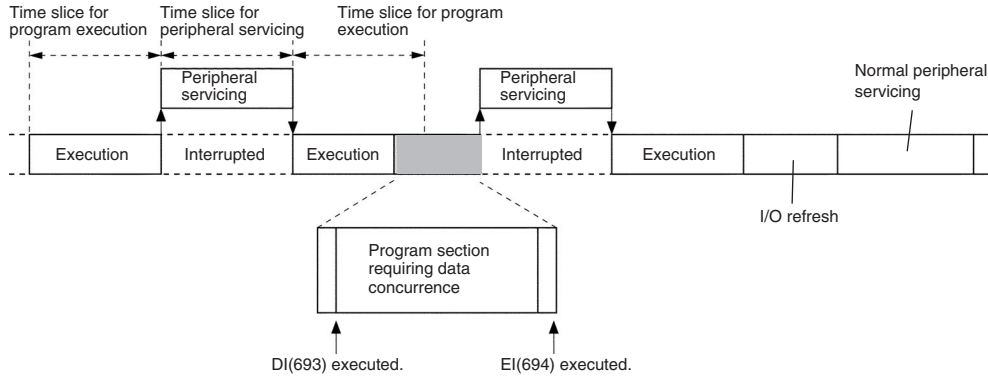 Time slice for
program execution
Time slice for
peripheral servicing
Time slice for program
execution
Peripheral
servicing
Peripheral
servicing
Normal peripheral
servicing
Execution
Interrupted
Execution
Interrupted
Execution
I/O refresh
Program section
requiring data
concurrence
DI(693) executed.
EI(694) executed.